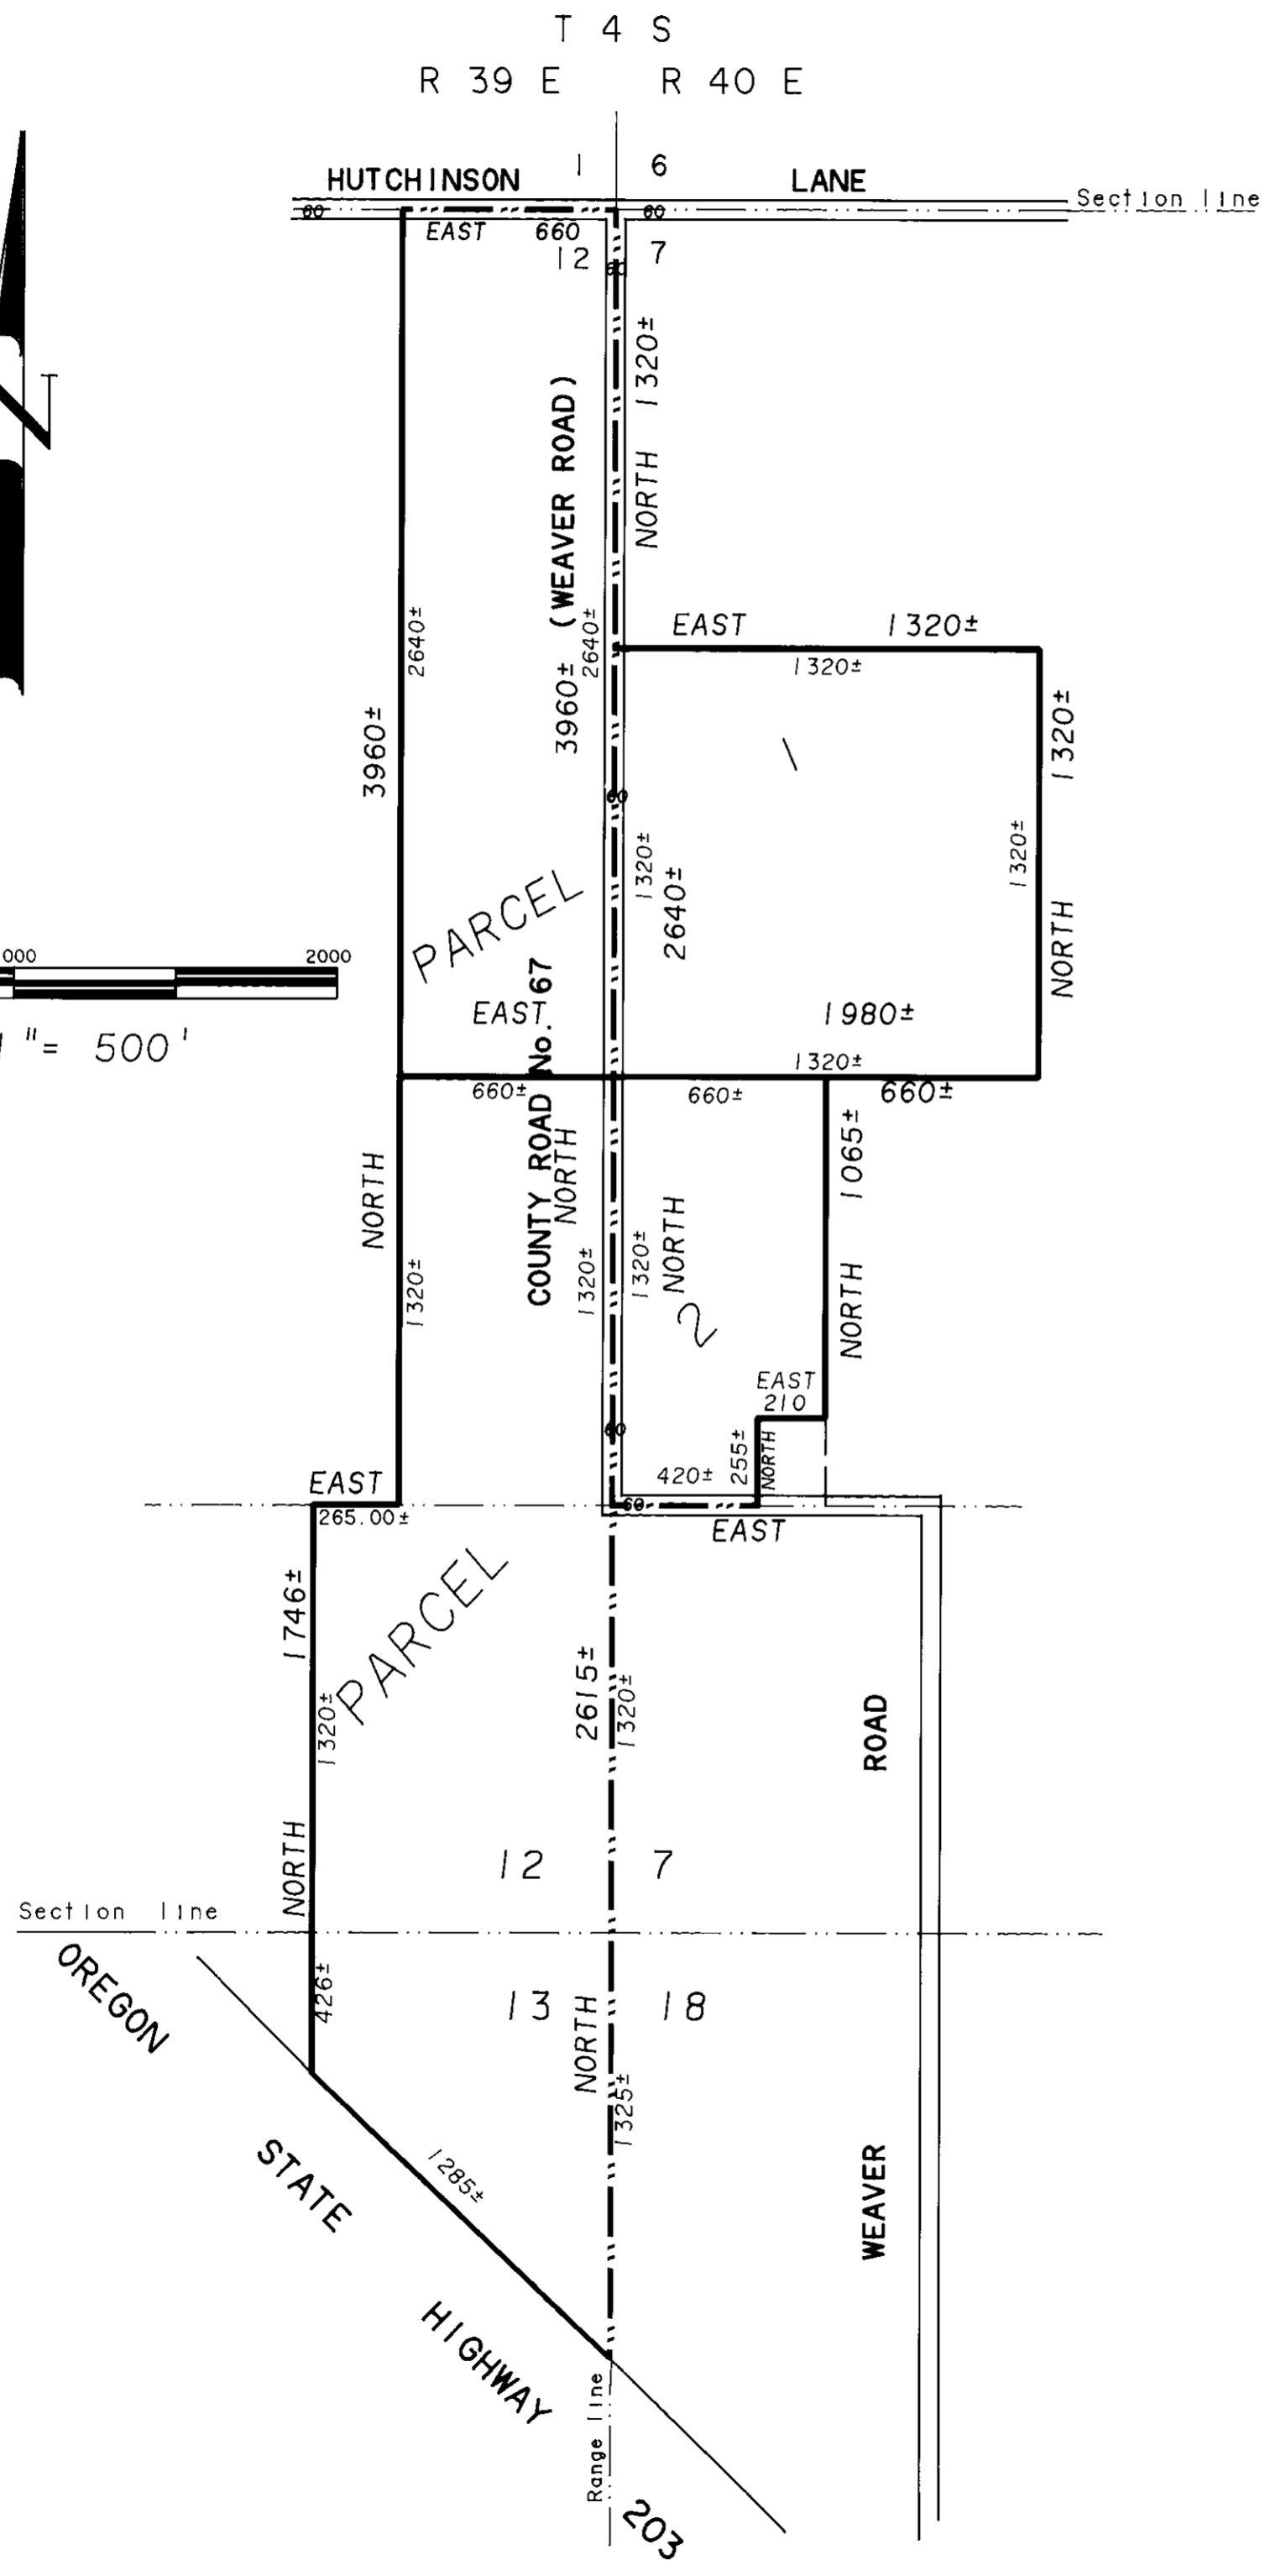 T 4 S
R 39 E R 40 E
1 6
HUTCHINSON LANE
Section line
60 60
EAST 660
12 7
60
1320±
NORTH
(WEAVER ROAD)
2640±
2640±
3960±
3960±
EAST 1320±
1320±
1320±
1320±
NORTH
60
1320±
2640±
PARCEL 1
000 2000
1"= 500'
EAST 1980±
1320±
660± 660± 660±
COUNTY ROAD No. 67
NORTH
NORTH
1320±
1320±
1320±
NORTH
1065±
NORTH
2
EAST
210
255±
NORTH
420±
60
60
EAST
EAST
265.00±
PARCEL
1746±
1320±
NORTH
2615±
1320±
ROAD
12 7
Section line
426±
13 18
NORTH
1325±
WEAVER
OREGON
STATE
HIGHWAY
203
1285±
Range line